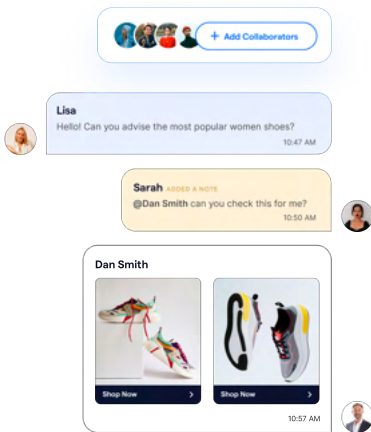 + Add Collaborators
Lisa
Hello! Can you advise the most popular women shoes?
10:47 AM
Sarah ADDED A NOTE
@Dan Smith can you check this for me?
10:50 AM
Dan Smith
Shop Now
Shop Now
10:57 AM